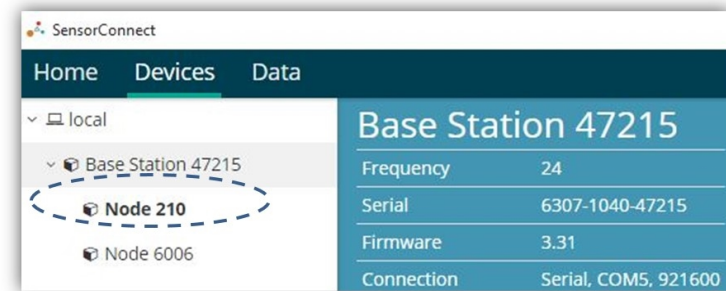 SensorConnect
Home Devices Data
local
Base Station 47215
Node 210
Node 6006
Base Station 47215
Frequency 24
Serial 6307-1040-47215
Firmware 3.31
Connection Serial, COM5, 921600